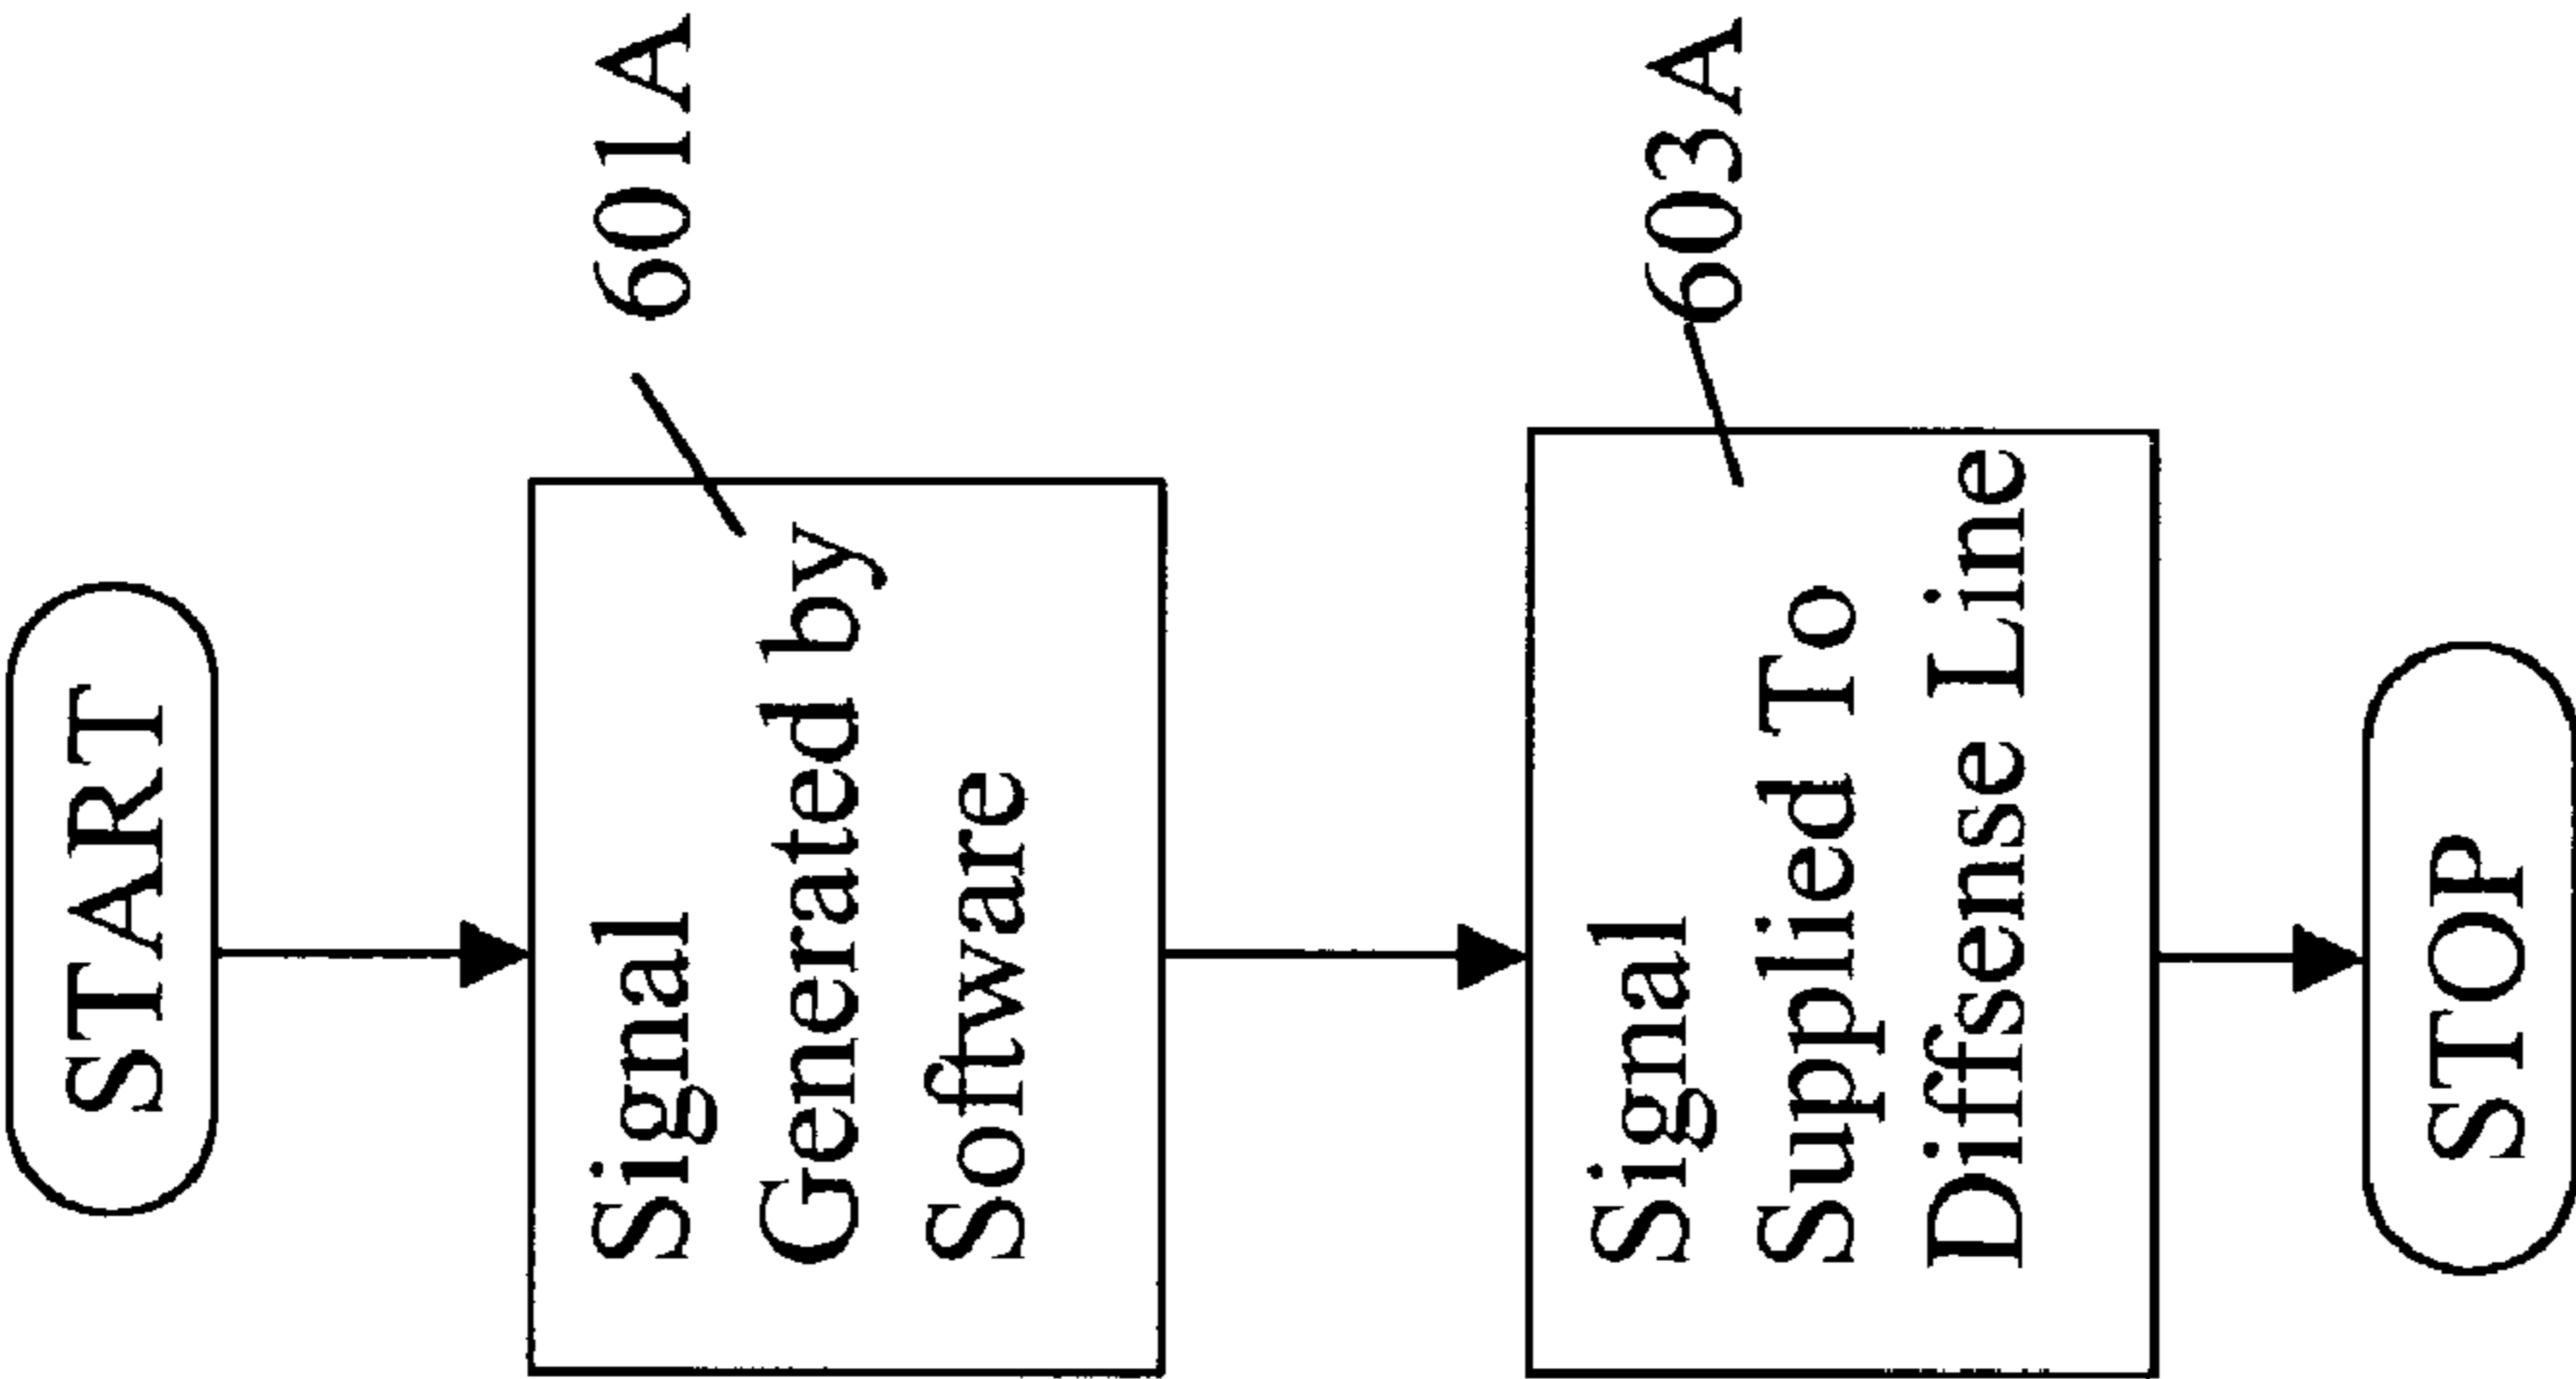 START
601A
Signal
Generated by
Software
603A
Signal
Supplied To
Diffsense Line
STOP